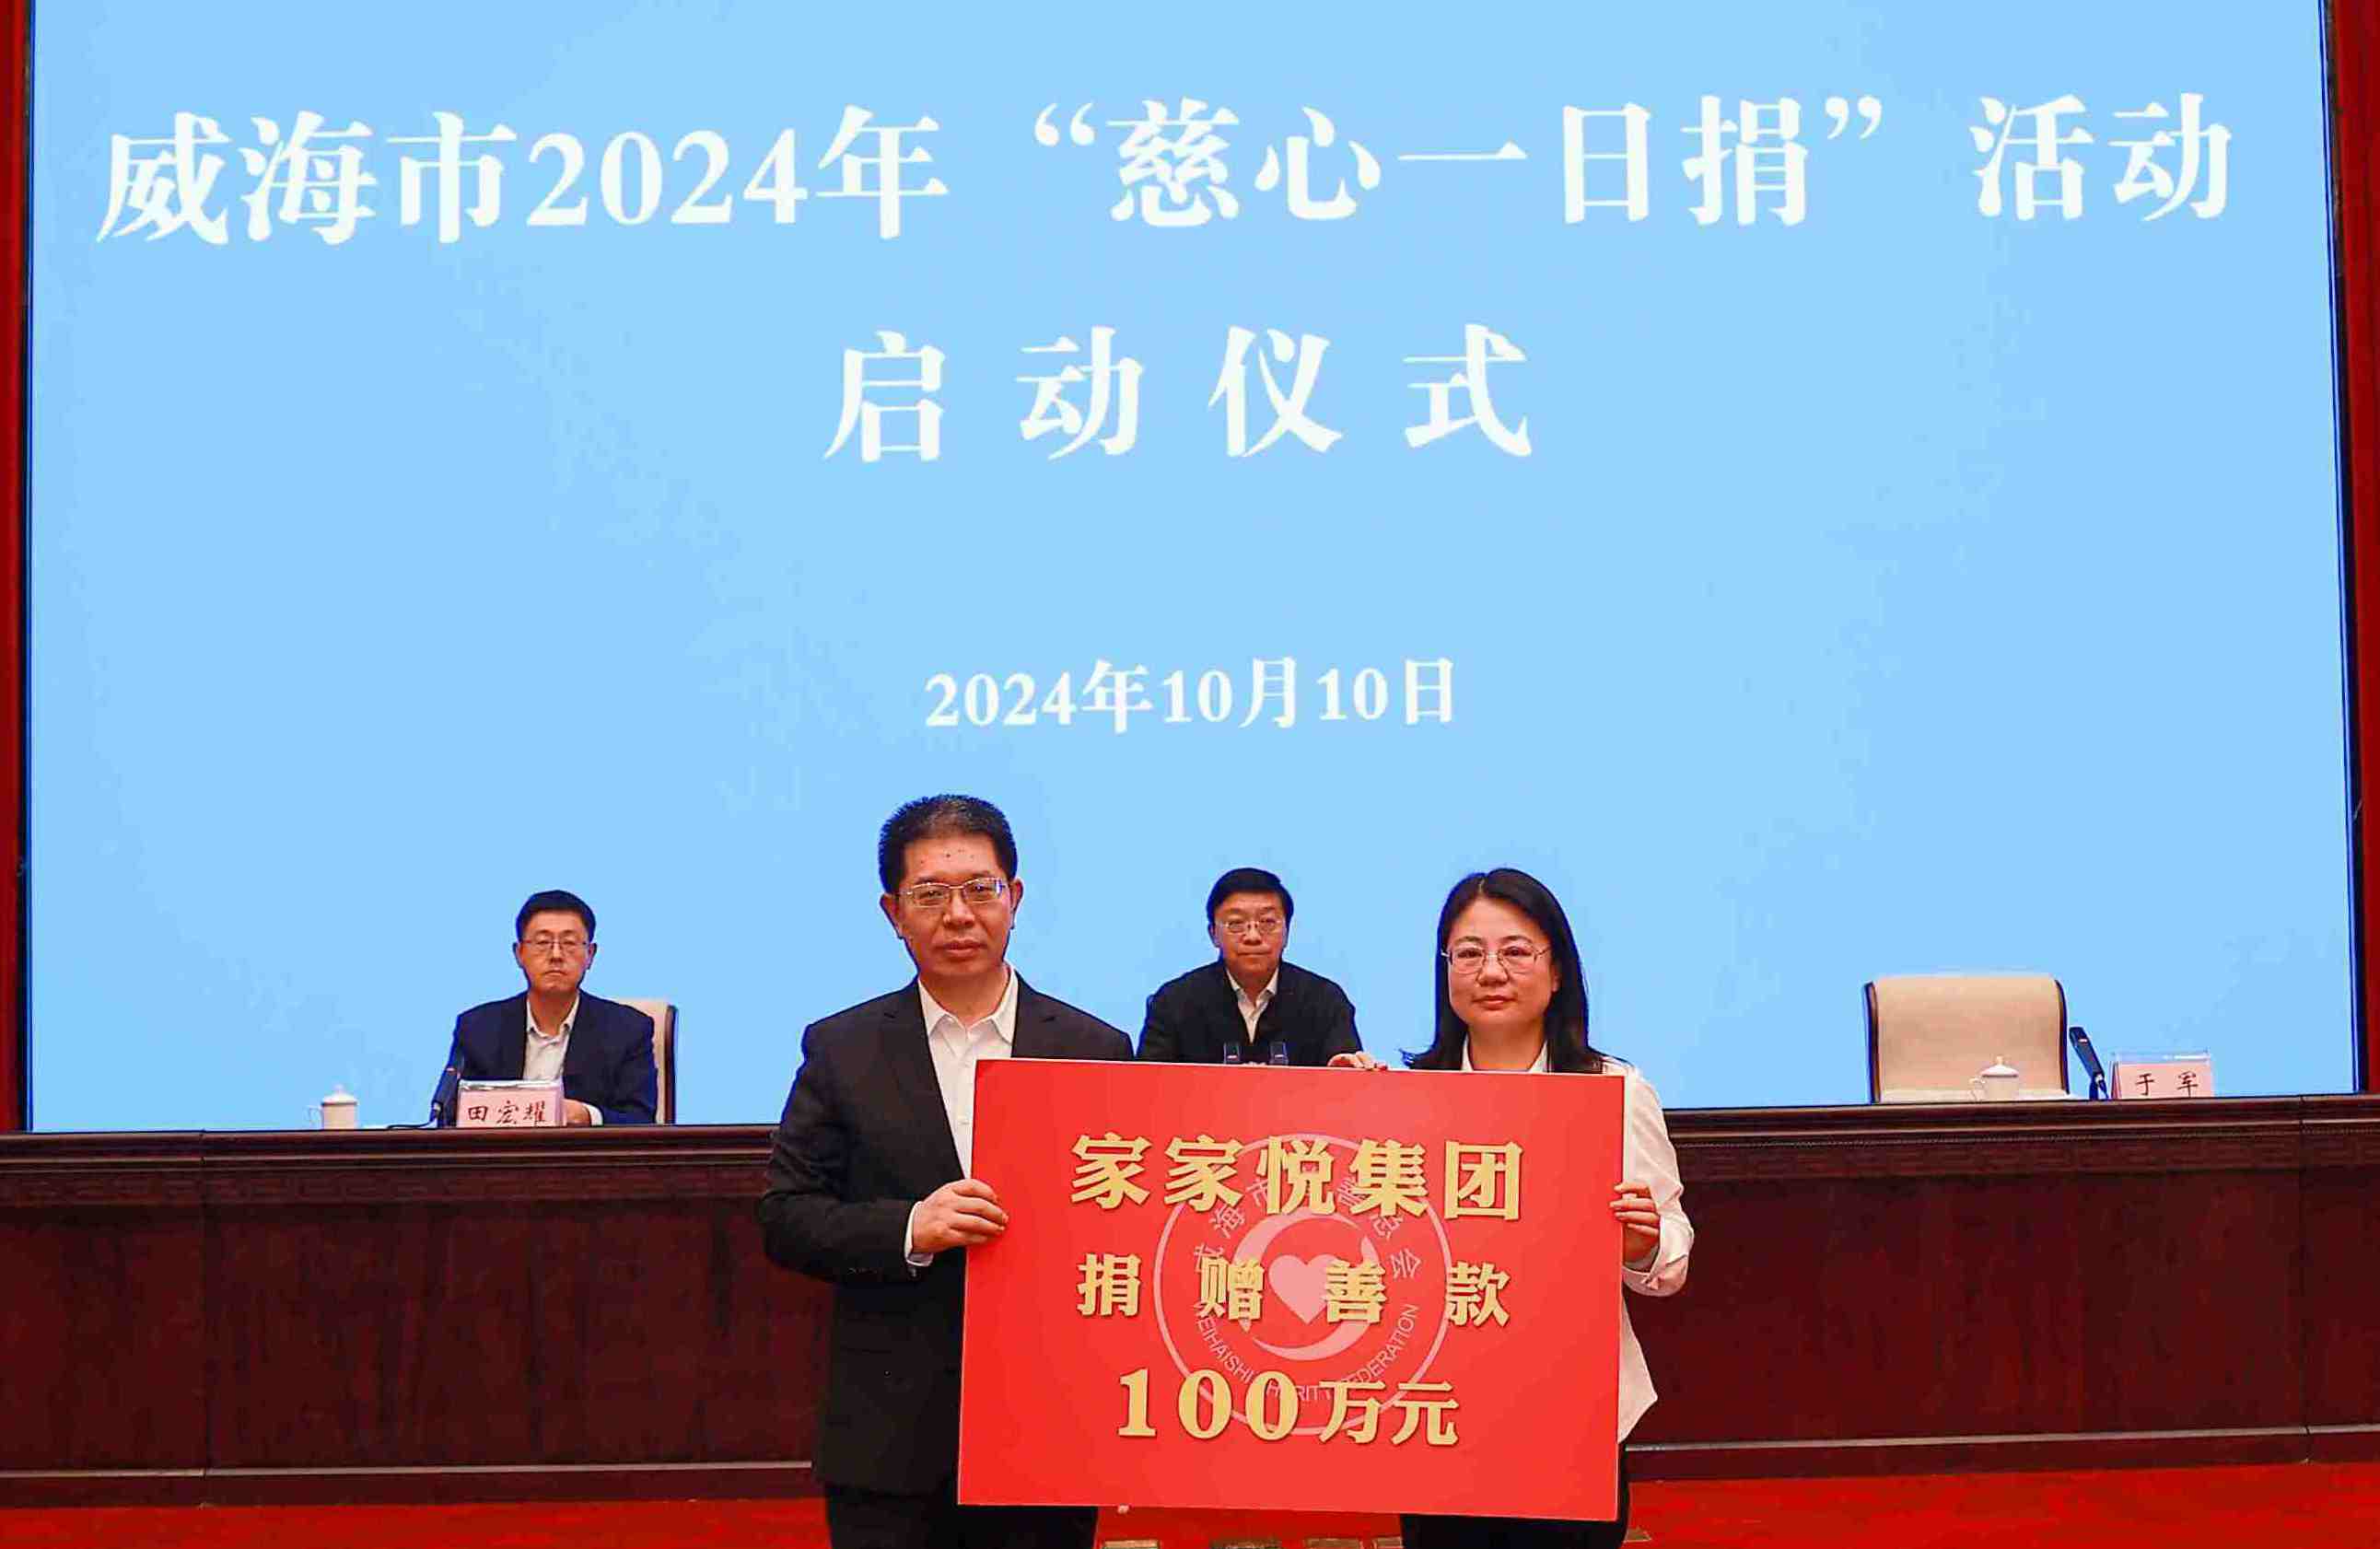 威海市2024年“慈心一日捐”活动
启动仪式
2024年10月10日
田宏耀
于军
家家悦集团
捐赠善款
100万元